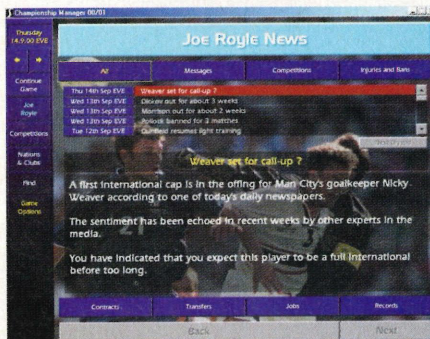 Championship Manager 00/01
Thursday
14.9.00 EVE
Joe Royle News
All
Messages
Competitions
Injuries and Bans
Continue
Game
Joe
Royle
Competitions
Nations
& Clubs
Find
Game
Options
Thu 14th Sep EVE Weaver set for call-up ?
Wed 13th Sep EVE Dickov out for about 3 weeks
Wed 13th Sep EVE Morrison out for about 2 weeks
Wed 13th Sep EVE Pollock banned for 3 matches
Tue 12th Sep EVE resumes light training
Weaver set for call-up ?
A first international cap is in the offing for Man City's goalkeeper Nicky
Weaver according to one of today's daily newspapers.
The sentiment has been echoed in recent weeks by other experts in the
media.
You have indicated that you expect this player to be a full international
before too long.
Contracts
Transfers
Jobs
Records
Back
Next